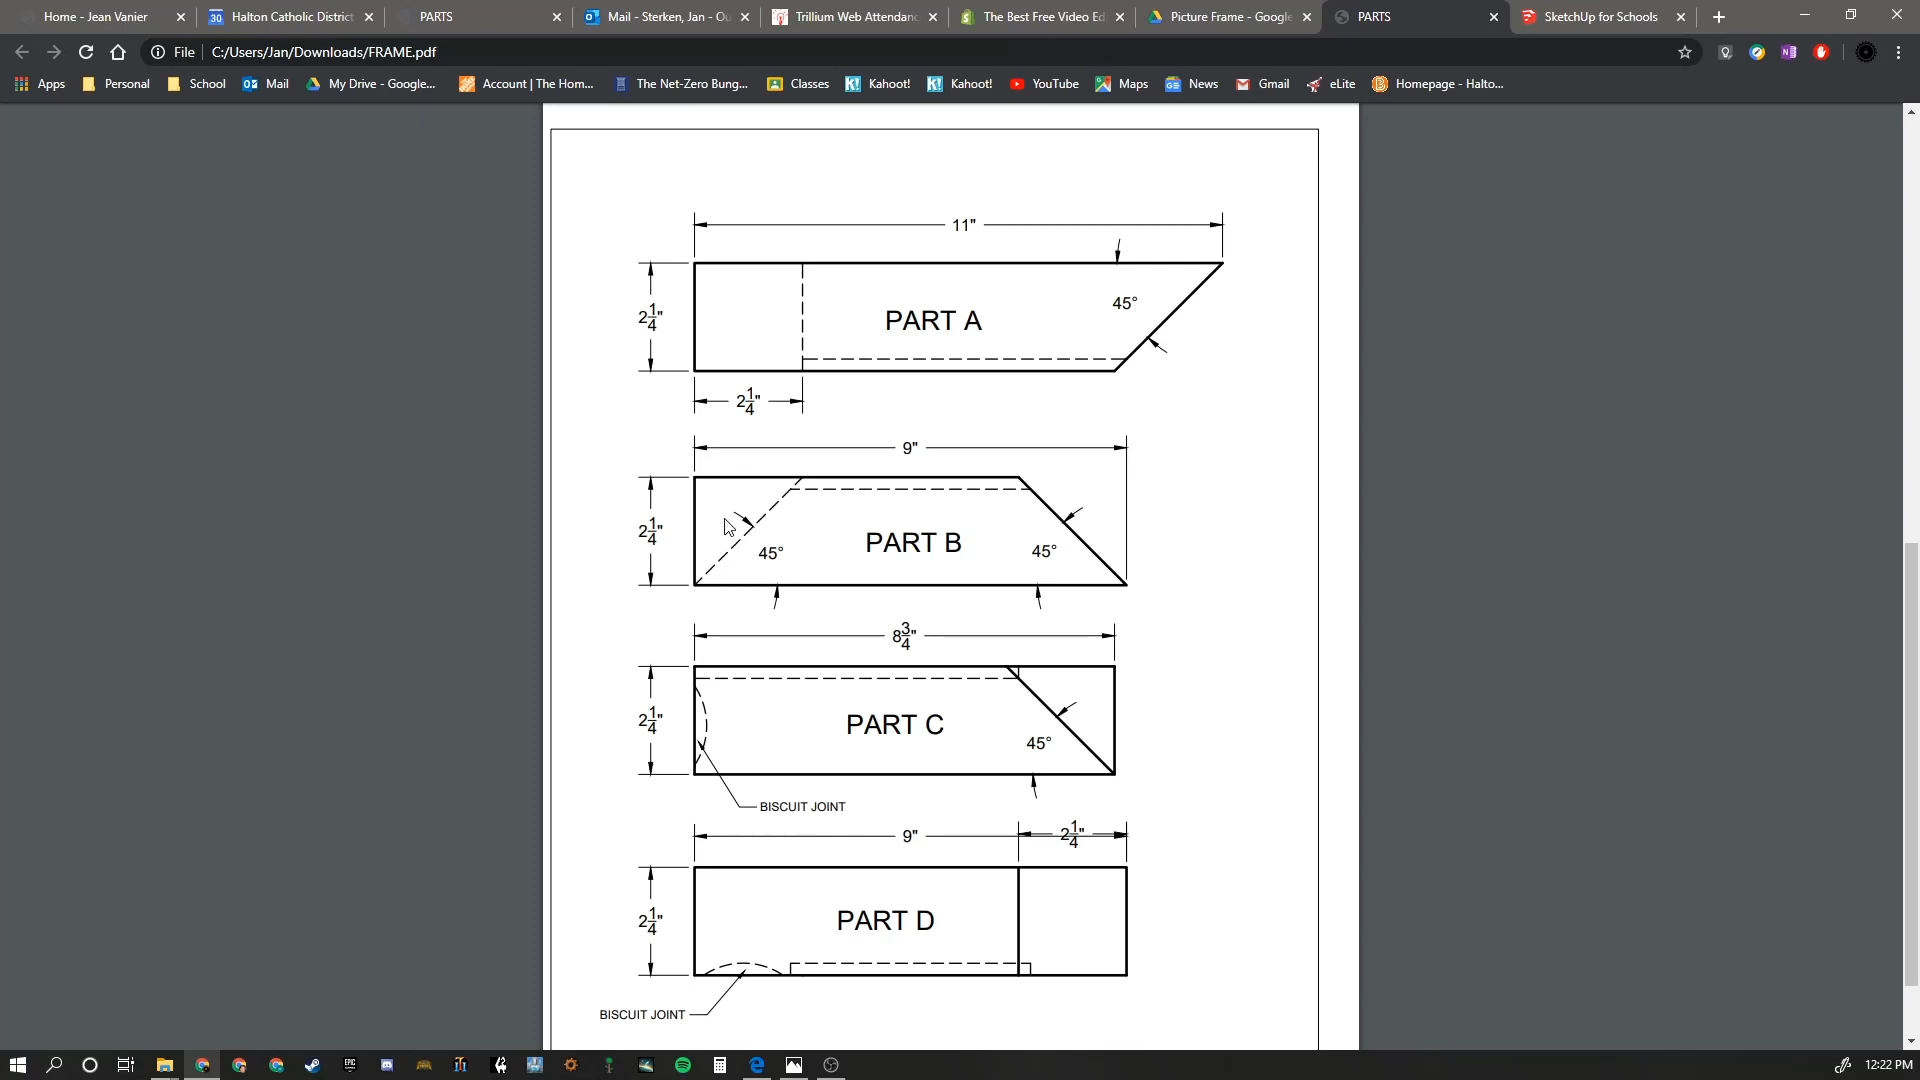 Home - Jean Vanier
Halton Catholic District
PARTS
Mail - Sterken, Jan - Ou
Trillium Web Attendanc
The Best Free Video Ed
Picture Frame - Google
PARTS
SketchUp for Schools
File C:/Users/Jan/Downloads/FRAME.pdf
Apps Personal School Mail My Drive - Google... Account | The Hom... The Net-Zero Bung... Classes Kahoot! Kahoot! YouTube Maps News Gmail eLite Homepage - Halto...
11"
45°
2 1/4"
PART A
2 1/4"
9"
2 1/4"
PART B
45°
45°
8 3/4"
2 1/4"
PART C
45°
BISCUIT JOINT
9"
2 1/4"
2 1/4"
PART D
BISCUIT JOINT
12:22 PM